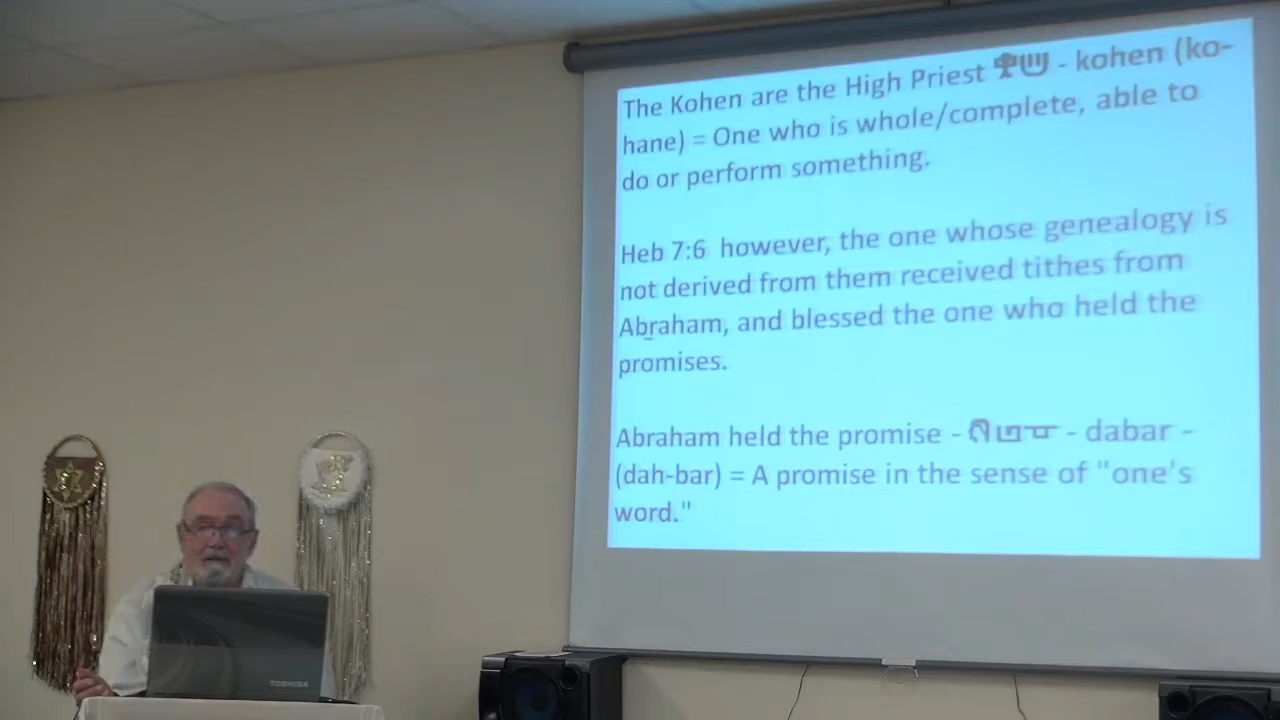 The Kohen are the High Priest - kohen (ko-
hane) = One who is whole/complete, able to
do or perform something.
Heb 7:6 however, the one whose genealogy is
not derived from them received tithes from
Abraham, and blessed the one who held the
promises.
Abraham held the promise - - dabar -
(dah-bar) = A promise in the sense of "one's
word."
TOSHIBA